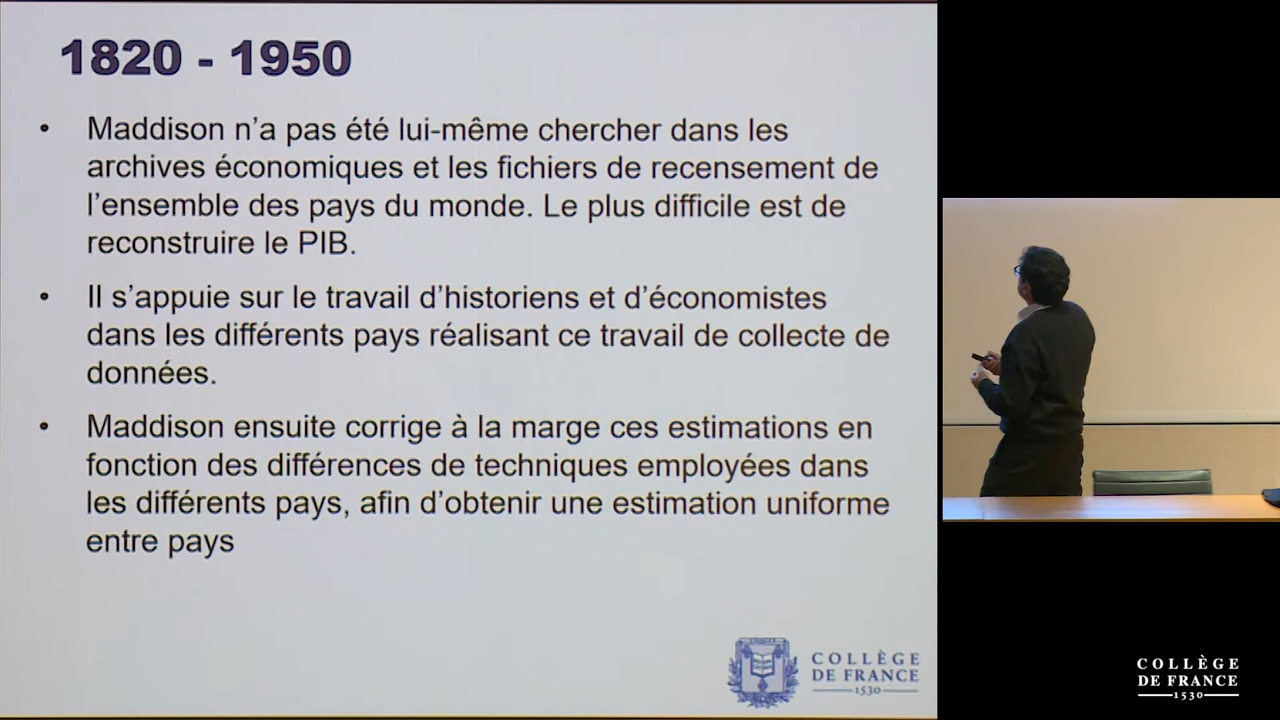 1820 - 1950
• Maddison n’a pas été lui-même chercher dans les
archives économiques et les fichiers de recensement de
l’ensemble des pays du monde. Le plus difficile est de
reconstruire le PIB.
• Il s’appuie sur le travail d’historiens et d’économistes
dans les différents pays réalisant ce travail de collecte de
données.
• Maddison ensuite corrige à la marge ces estimations en
fonction des différences de techniques employées dans
les différents pays, afin d’obtenir une estimation uniforme
entre pays
COLLÈGE
DE FRANCE
1530
COLLÈGE
DE FRANCE
1530